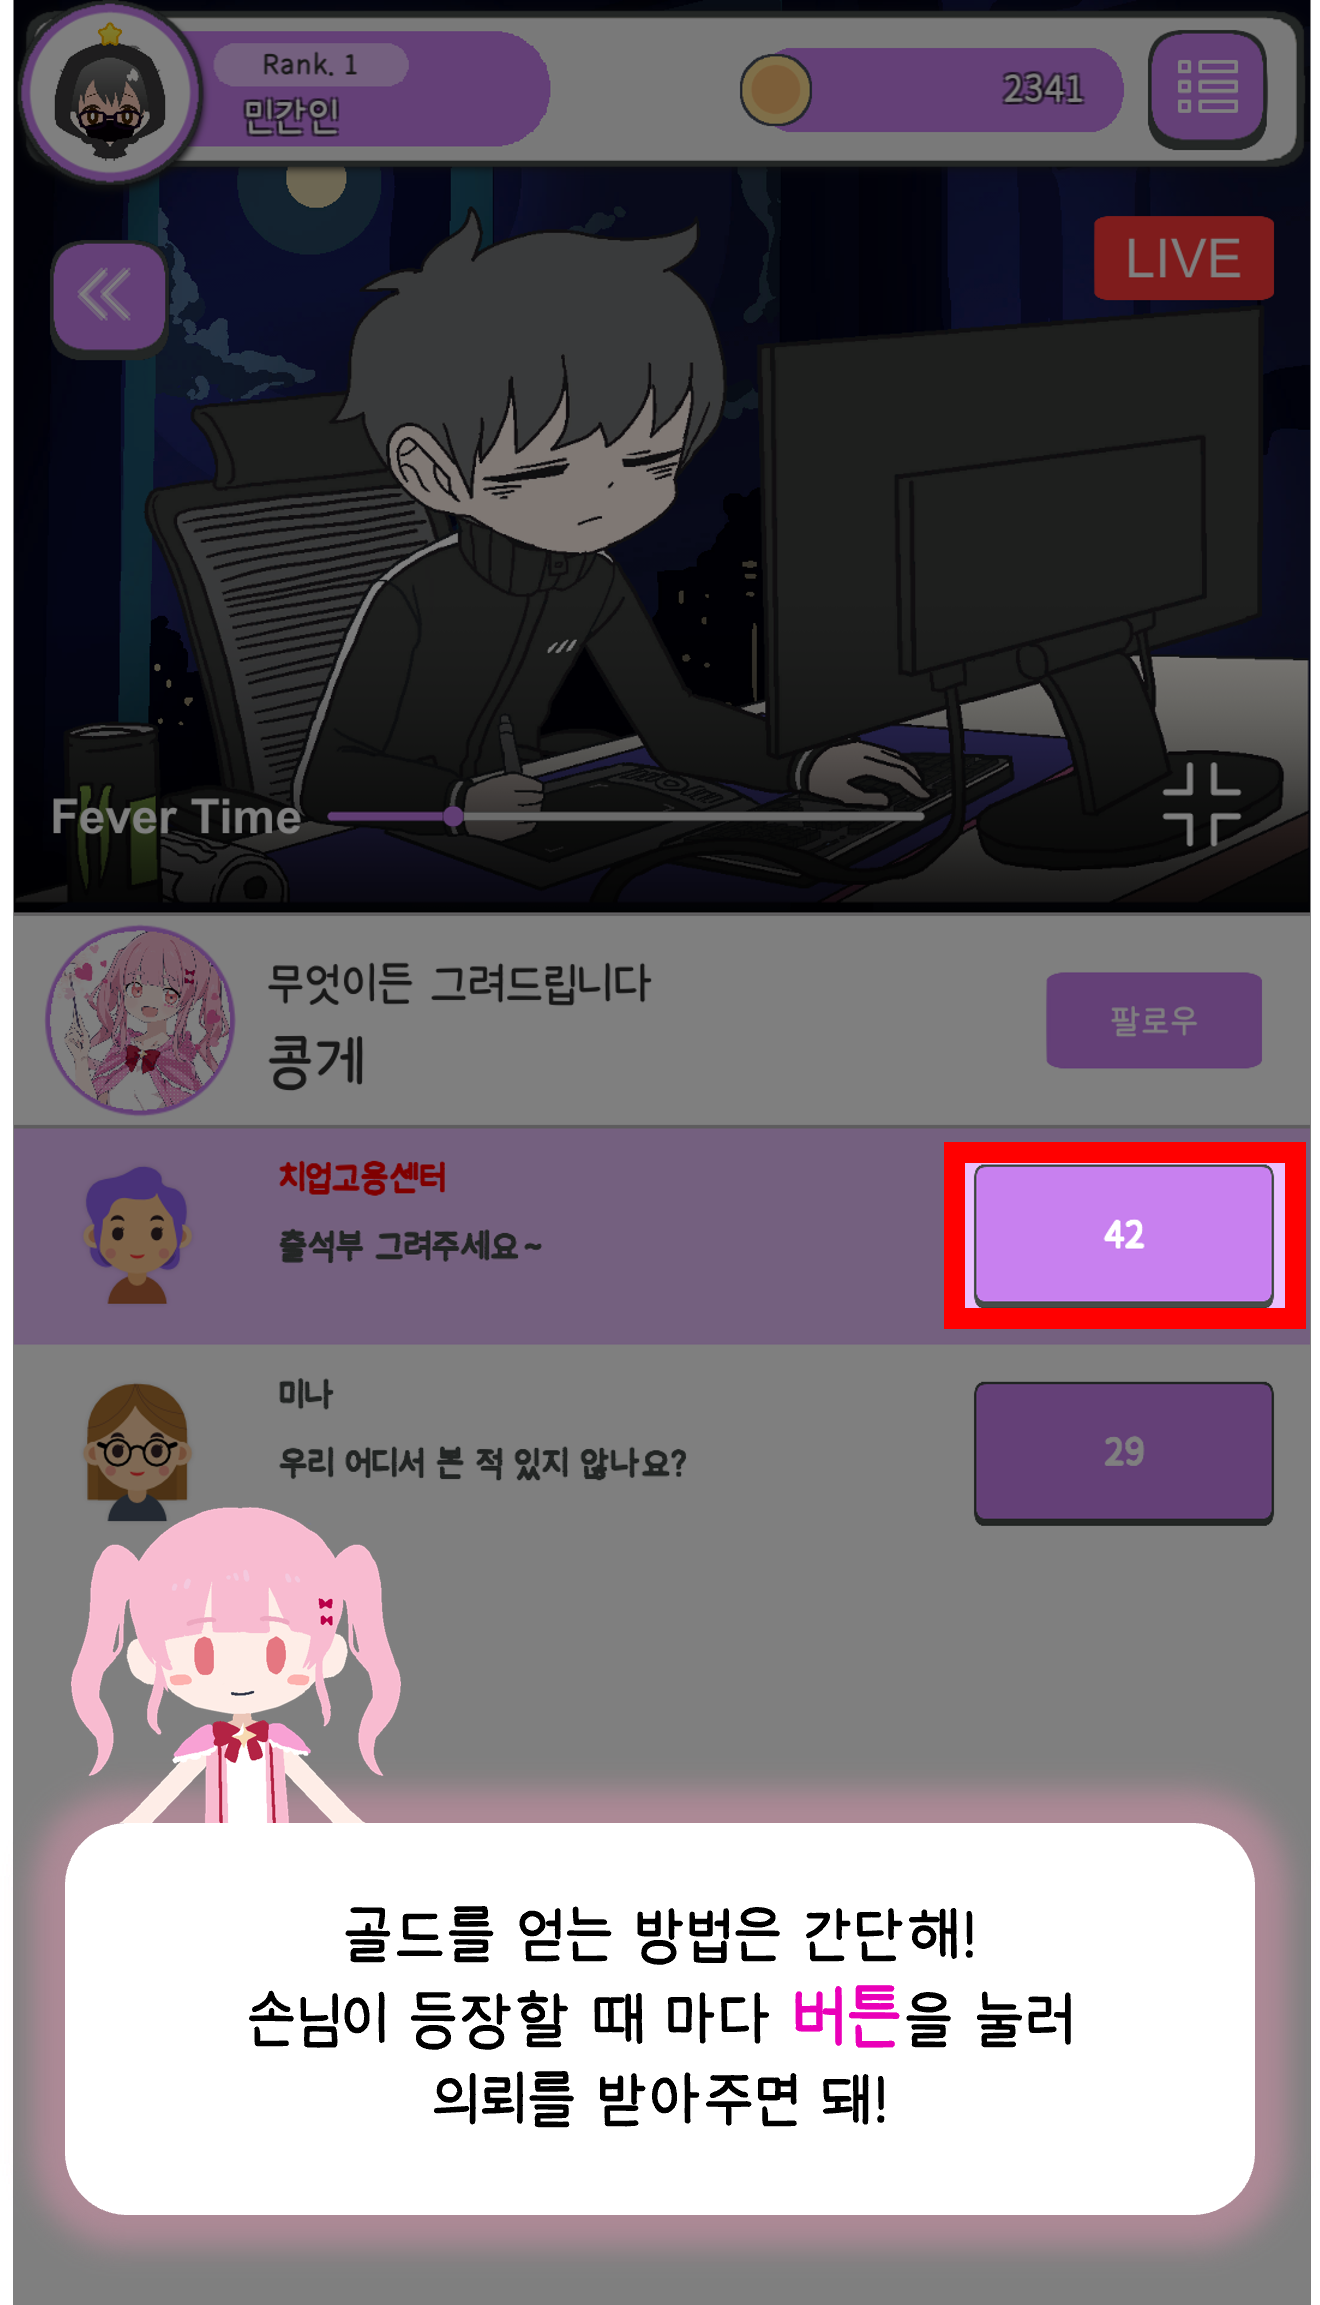 Rank. 1
민간인
2341
LIVE
Fever Time
무엇이든 그려드립니다
콩게
팔로우
치업고용센터
출석부 그려주세요~
42
미나
우리 어디서 본 적 있지 않나요?
29
골드를 얻는 방법은 간단해!
손님이 등장할 때 마다 버튼을 눌러
의뢰를 받아주면 돼!